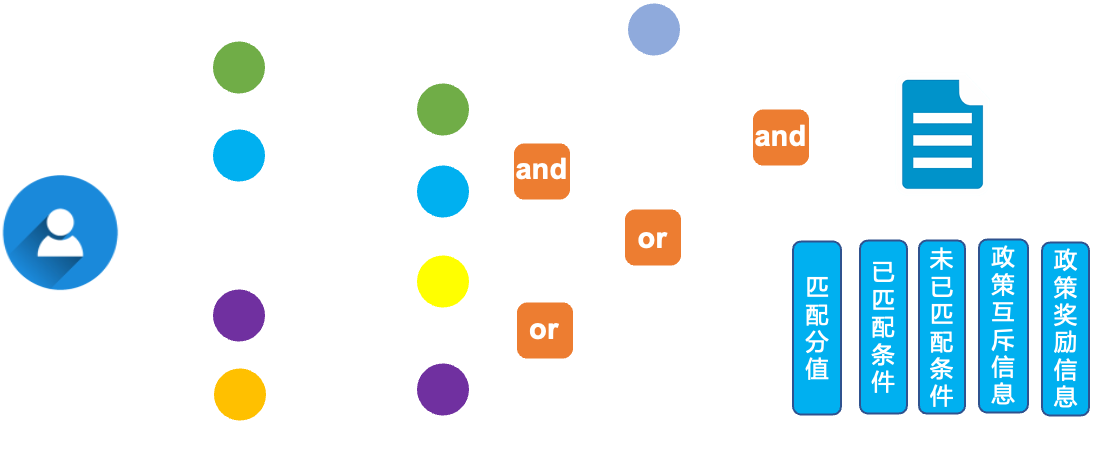 and
and
or
or
匹配分值
已匹配条件
未已匹配条件
政策互斥信息
政策奖励信息